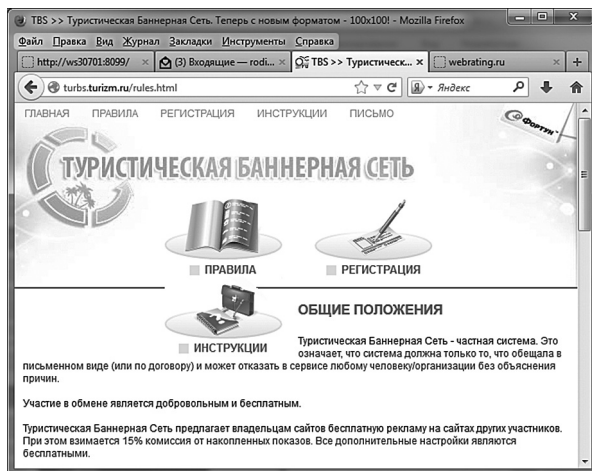 TBS >> Туристическая Баннерная Сеть. Теперь с новым форматом - 100x100! - Mozilla Firefox
Файл Правка Вид Журнал Закладки Инструменты Справка
http://ws30701:8099/ × (3) Входящие — rodi... × TBS >> Туристическ... × webrating.ru × +
turbs.turizm.ru/rules.html Яндекс
ГЛАВНАЯ ПРАВИЛА РЕГИСТРАЦИЯ ИНСТРУКЦИИ ПИСЬМО
Фортун
ТУРИСТИЧЕСКАЯ БАННЕРНАЯ СЕТЬ
ПРАВИЛА РЕГИСТРАЦИЯ
ИНСТРУКЦИИ
ОБЩИЕ ПОЛОЖЕНИЯ
Туристическая Баннерная Сеть - частная система. Это
означает, что система должна только то, что обещала в
письменном виде (или по договору) и может отказать в сервисе любому человеку/организации без объяснения
причин.
Участие в обмене является добровольным и бесплатным.
Туристическая Баннерная Сеть предлагает владельцам сайтов бесплатную рекламу на сайтах других участников.
При этом взимается 15% комиссия от накопленных показов. Все дополнительные настройки являются
бесплатными.